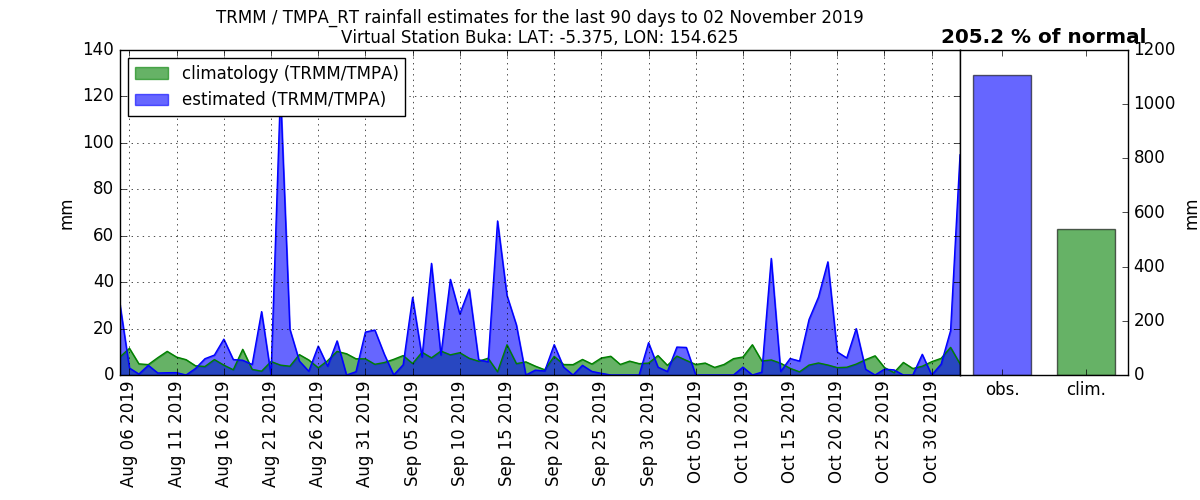 TRMM / TMPA_RT rainfall estimates for the last 90 days to 02 November 2019
Virtual Station Buka: LAT: -5.375, LON: 154.625
205.2 % of normal
climatology (TRMM/TMPA)
estimated (TRMM/TMPA)
140
120
100
80
60
40
20
0
mm
Aug 06 2019
Aug 11 2019
Aug 16 2019
Aug 21 2019
Aug 26 2019
Aug 31 2019
Sep 05 2019
Sep 10 2019
Sep 15 2019
Sep 20 2019
Sep 25 2019
Sep 30 2019
Oct 05 2019
Oct 10 2019
Oct 15 2019
Oct 20 2019
Oct 25 2019
Oct 30 2019
obs.
clim.
1200
1000
800
600
400
200
0
mm